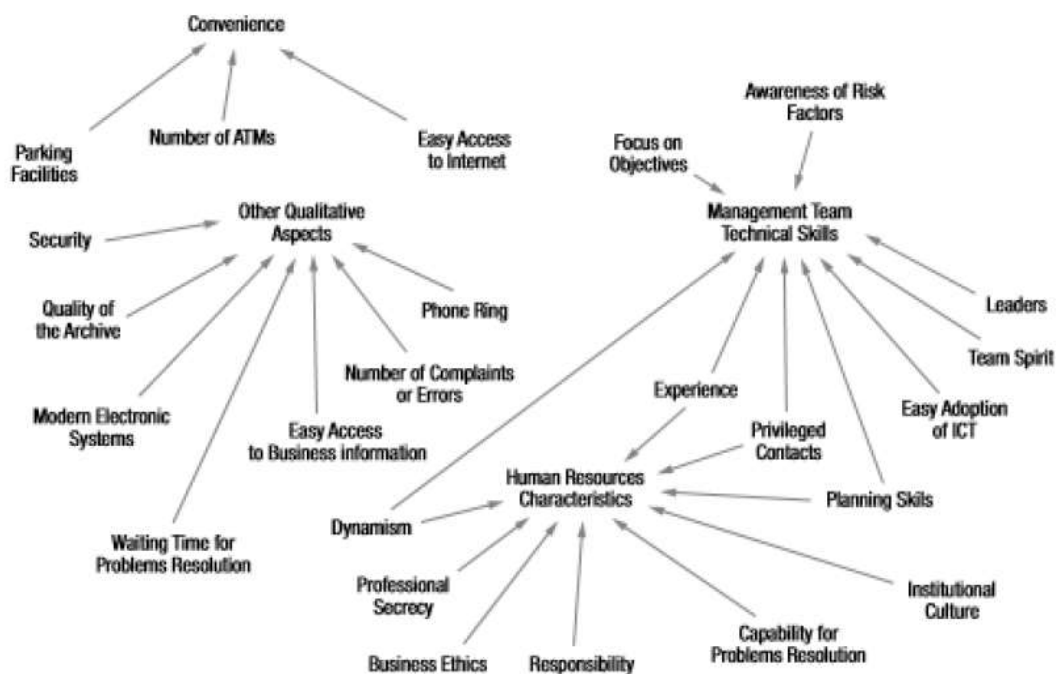 Convenience
Parking
Facilities
Number of ATMs
Easy Access
to Internet
Awareness of Risk
Factors
Focus on
Objectives
Other Qualitative
Aspects
Management Team
Technical Skills
Security
Quality of
the Archive
Phone Ring
Leaders
Team Spirit
Number of Complaints
or Errors
Experience
Modern Electronic
Systems
Easy Access
to Business information
Easy Adoption
of ICT
Privileged
Contacts
Human Resources
Characteristics
Planning Skils
Dynamism
Waiting Time for
Problems Resolution
Professional
Secrecy
Institutional
Culture
Business Ethics
Responsibility
Capability for
Problems Resolution